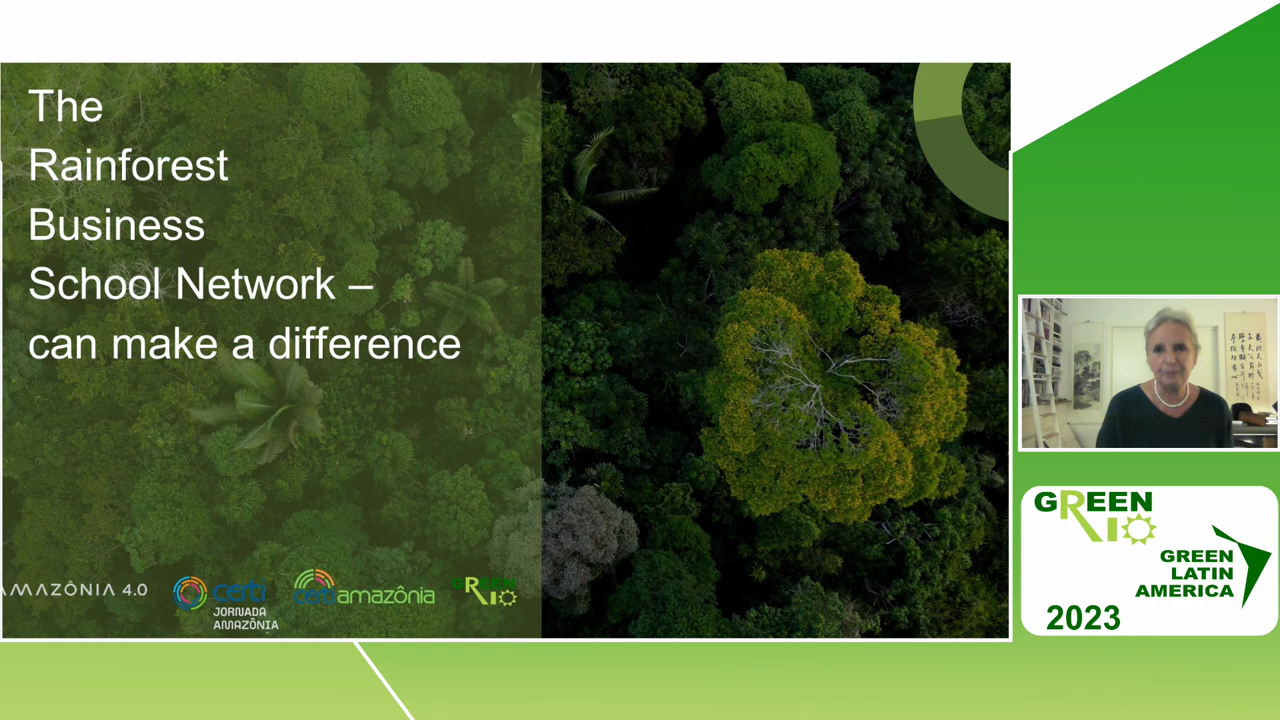 The
Rainforest
Business
School Network –
can make a difference
AMAZÔNIA 4.0
certi
JORNADA
AMAZÔNIA
certi amazônia
GREEN
RIO
GREEN
RIO
GREEN
LATIN
AMERICA
2023